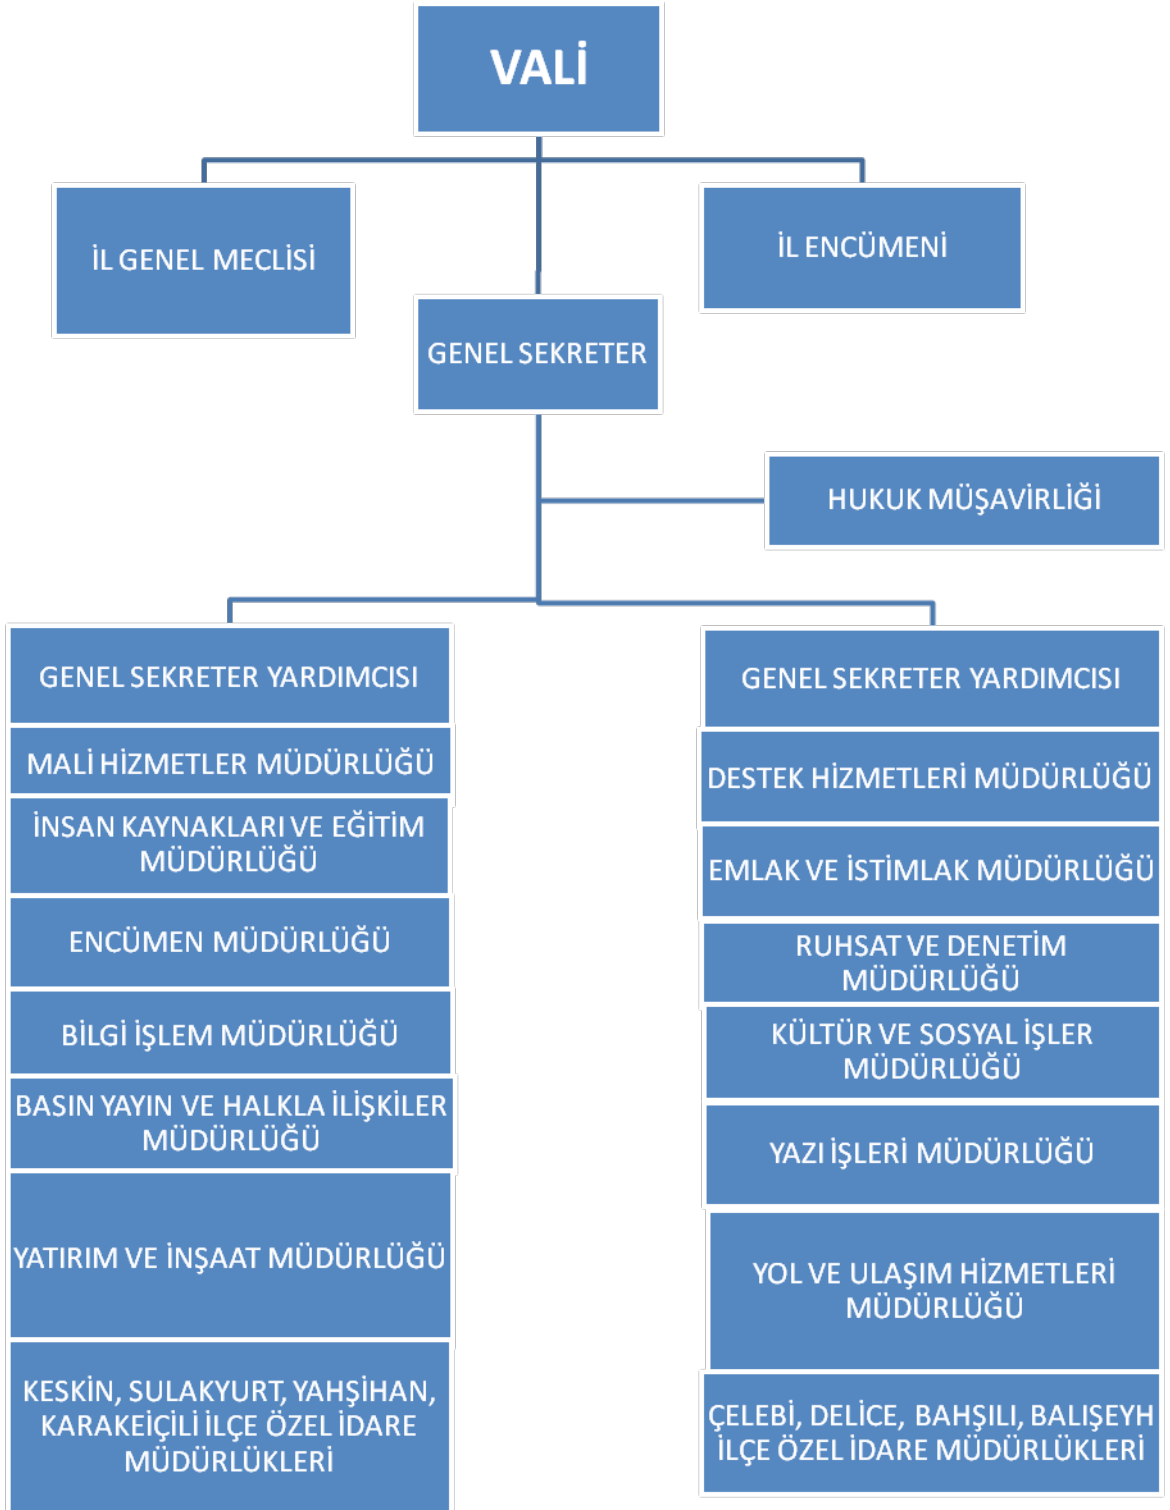 VALİ
İL GENEL MECLİSİ
İL ENCÜMENİ
GENEL SEKRETER
HUKUK MÜŞAVİRLİĞİ
GENEL SEKRETER YARDIMCISI
MALİ HİZMETLER MÜDÜRLÜĞÜ
İNSAN KAYNAKLARI VE EĞİTİM
MÜDÜRLÜĞÜ
ENCÜMEN MÜDÜRLÜĞÜ
BİLGİ İŞLEM MÜDÜRLÜĞÜ
BASIN YAYIN VE HALKLA İLİŞKİLER
MÜDÜRLÜĞÜ
YATIRIM VE İNŞAAT MÜDÜRLÜĞÜ
KESKİN, SULAKYURT, YAHŞİHAN,
KARAKEİÇİLİ İLÇE ÖZEL İDARE
MÜDÜRLÜKLERİ
GENEL SEKRETER YARDIMCISI
DESTEK HİZMETLERİ MÜDÜRLÜĞÜ
EMLAK VE İSTİMLAK MÜDÜRLÜĞÜ
RUHSAT VE DENETİM
MÜDÜRLÜĞÜ
KÜLTÜR VE SOSYAL İŞLER
MÜDÜRLÜĞÜ
YAZI İŞLERİ MÜDÜRLÜĞÜ
YOL VE ULAŞIM HİZMETLERİ
MÜDÜRLÜĞÜ
ÇELEBİ, DELİCE, BAHŞILI, BALIŞEYH
İLÇE ÖZEL İDARE MÜDÜRLÜKLERİ